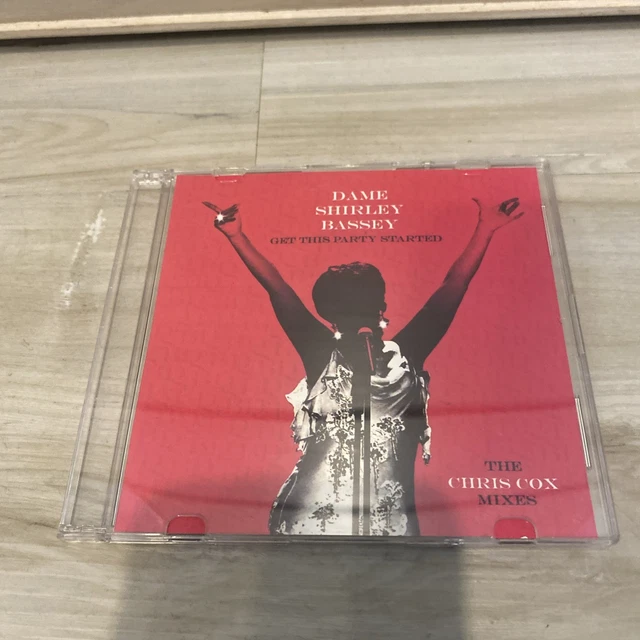 DAME
SHIRLEY
BASSEY
GET THIS PARTY STARTED
THE
CHRIS COX
MIXES